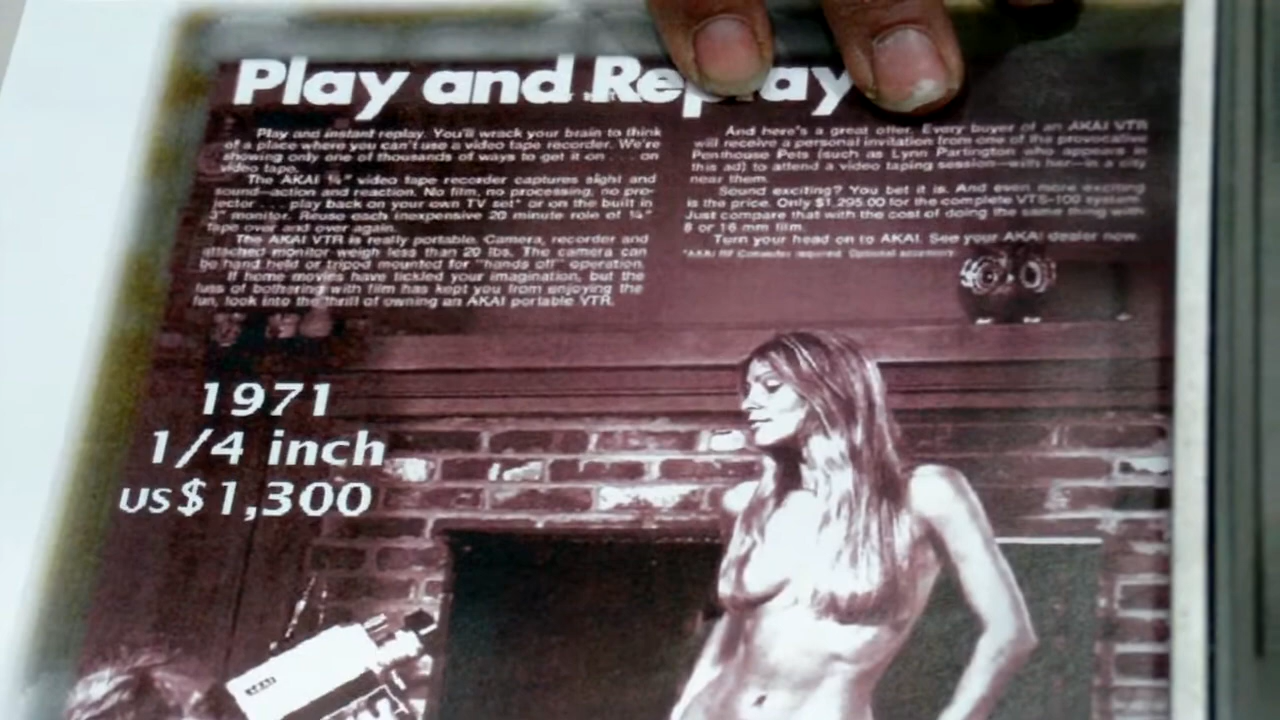 Play and Replay
Play and instant replay. You'll wrack your brain to think
of a place where you can't use a video tape recorder. We're
showing only one of thousands of ways to get it on . . . on
video tape.
The AKAI ¼" video tape recorder captures sight and
sound—action and reaction. No film, no processing, no pro-
jector . . . play back on your own TV set* or on the built in
3" monitor. Reuse each inexpensive 20 minute role of ¼"
tape over and over again.
The AKAI VTR is really portable. Camera, recorder and
attached monitor weigh less than 20 lbs. The camera can
be hand held or tripod mounted for "hands off" operation.
If home movies have tickled your imagination, but the
fuss of bothering with film has kept you from enjoying the
fun, look into the thrill of owning an AKAI portable VTR.
And here's a great offer. Every buyer of an AKAI VTR
will receive a personal invitation from one of the provocative
Penthouse Pets (such as Lynn Partington who appears in
this ad) to attend a video taping session—with her—in a city
near them.
Sound exciting? You bet it is. And even more exciting
is the price. Only $1,295.00 for the complete VTS-100 system.
Just compare that with the cost of doing the same thing with
8 or 16 mm film.
Turn your head on to AKAI. See your AKAI dealer now.
*AKAI RF Converter required. Optional accessory
1971
1/4 inch
US$1,300
AKAI